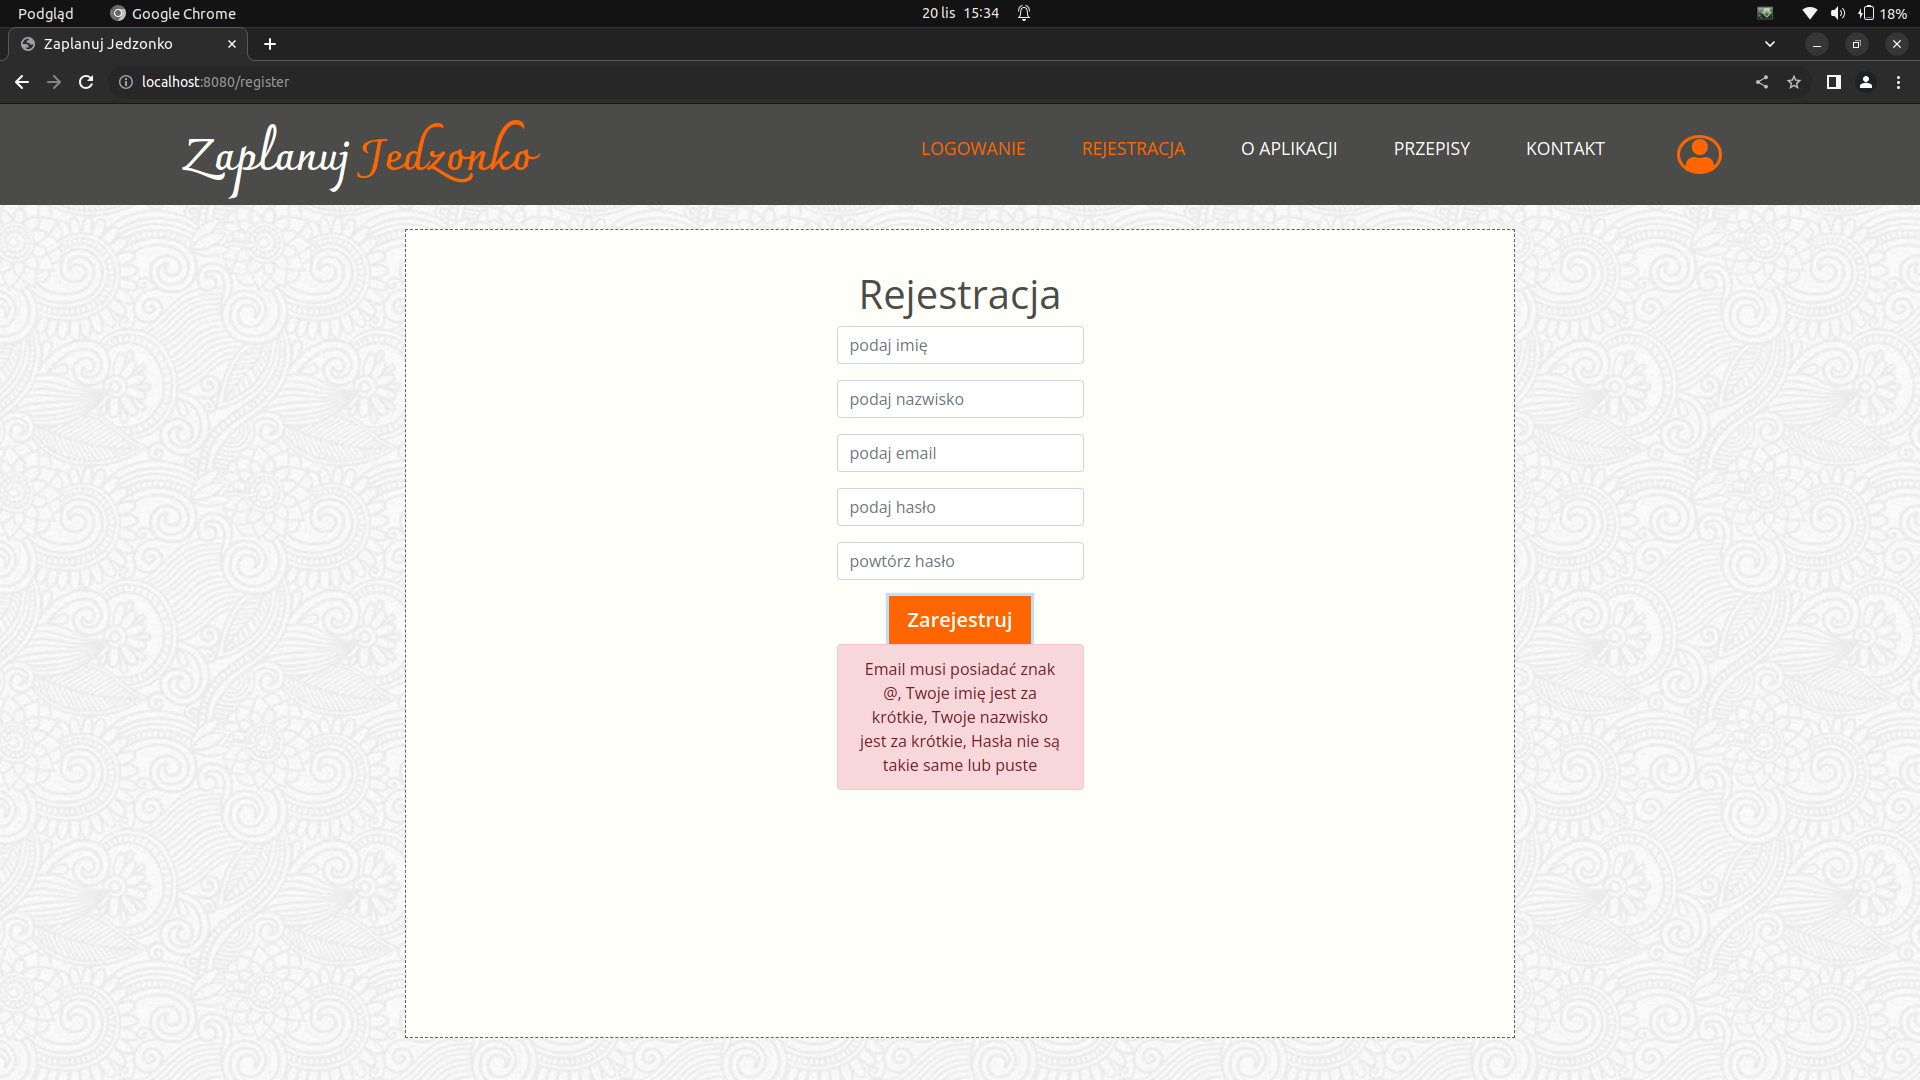 Podgląd
Google Chrome
20 lis 15:34
18%
Zaplanuj Jedzonko
localhost:8080/register
Zaplanuj Jedzonko
LOGOWANIE
REJESTRACJA
O APLIKACJI
PRZEPISY
KONTAKT
Rejestracja
podaj imię
podaj nazwisko
podaj email
podaj hasło
powtórz hasło
Zarejestruj
Email musi posiadać znak
@, Twoje imię jest za
krótkie, Twoje nazwisko
jest za krótkie, Hasła nie są
takie same lub puste